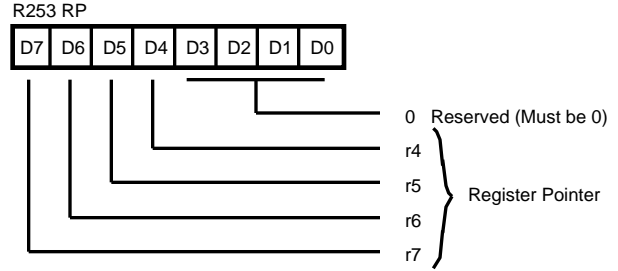 R253 RP
D7 D6 D5 D4 D3 D2 D1 D0
0 Reserved (Must be 0)
r4
r5
Register Pointer
r6
r7